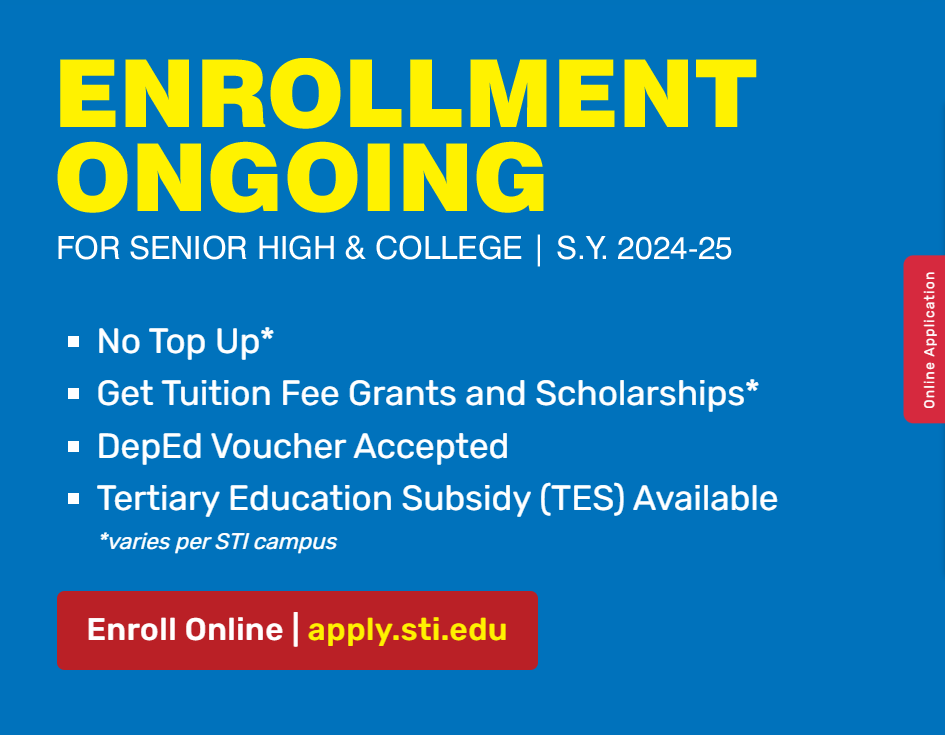 ENROLLMENT
ONGOING
FOR SENIOR HIGH & COLLEGE | S.Y. 2024-25
Online Application
No Top Up*
Get Tuition Fee Grants and Scholarships*
DepEd Voucher Accepted
Tertiary Education Subsidy (TES) Available
*varies per STI campus
Enroll Online | apply.sti.edu